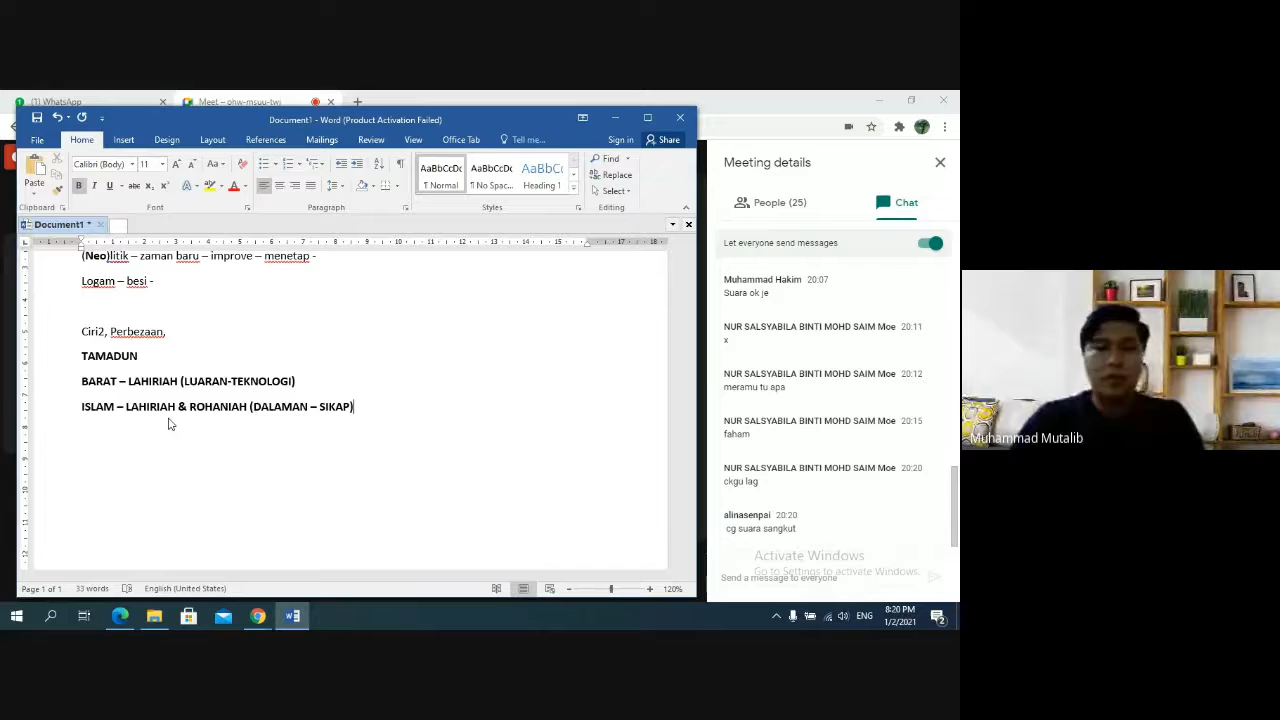 (1) WhatsApp
Meet – ohw-msuu-twj
Document1 - Word (Product Activation Failed)
File Home Insert Design Layout References Mailings Review View Office Tab Tell me... Sign in Share
Paste
Calibri (Body) 11
B I U abc X₂ X²
AaBbCcDc AaBbCcDc AaBbCc
¶ Normal ¶ No Spac... Heading 1
Find
Replace
Select
Clipboard Font Paragraph Styles Editing
Document1 *
(Neo)litik – zaman baru – improve – menetap -
Logam – besi -
Ciri2, Perbezaan,
TAMADUN
BARAT – LAHIRIAH (LUARAN-TEKNOLOGI)
ISLAM – LAHIRIAH & ROHANIAH (DALAMAN – SIKAP)
Page 1 of 1 33 words English (United States) 120%
Meeting details
People (25) Chat
Let everyone send messages
Muhammad Hakim 20:07
Suara ok je
NUR SALSYABILA BINTI MOHD SAIM Moe 20:11
x
NUR SALSYABILA BINTI MOHD SAIM Moe 20:12
meramu tu apa
NUR SALSYABILA BINTI MOHD SAIM Moe 20:15
faham
NUR SALSYABILA BINTI MOHD SAIM Moe 20:20
ckgu lag
alinasenpai 20:20
cg suara sangkut
Activate Windows
Go to Settings to activate Windows.
Send a message to everyone
ENG
8:20 PM
1/2/2021
2
Muhammad Mutalib